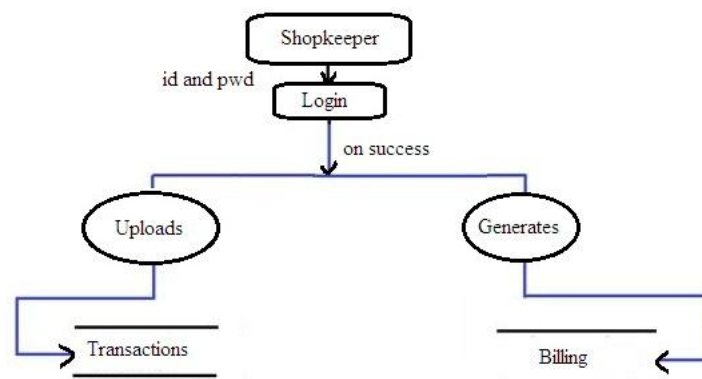 Shopkeeper
id and pwd
Login
on success
Uploads
Generates
Transactions
Billing